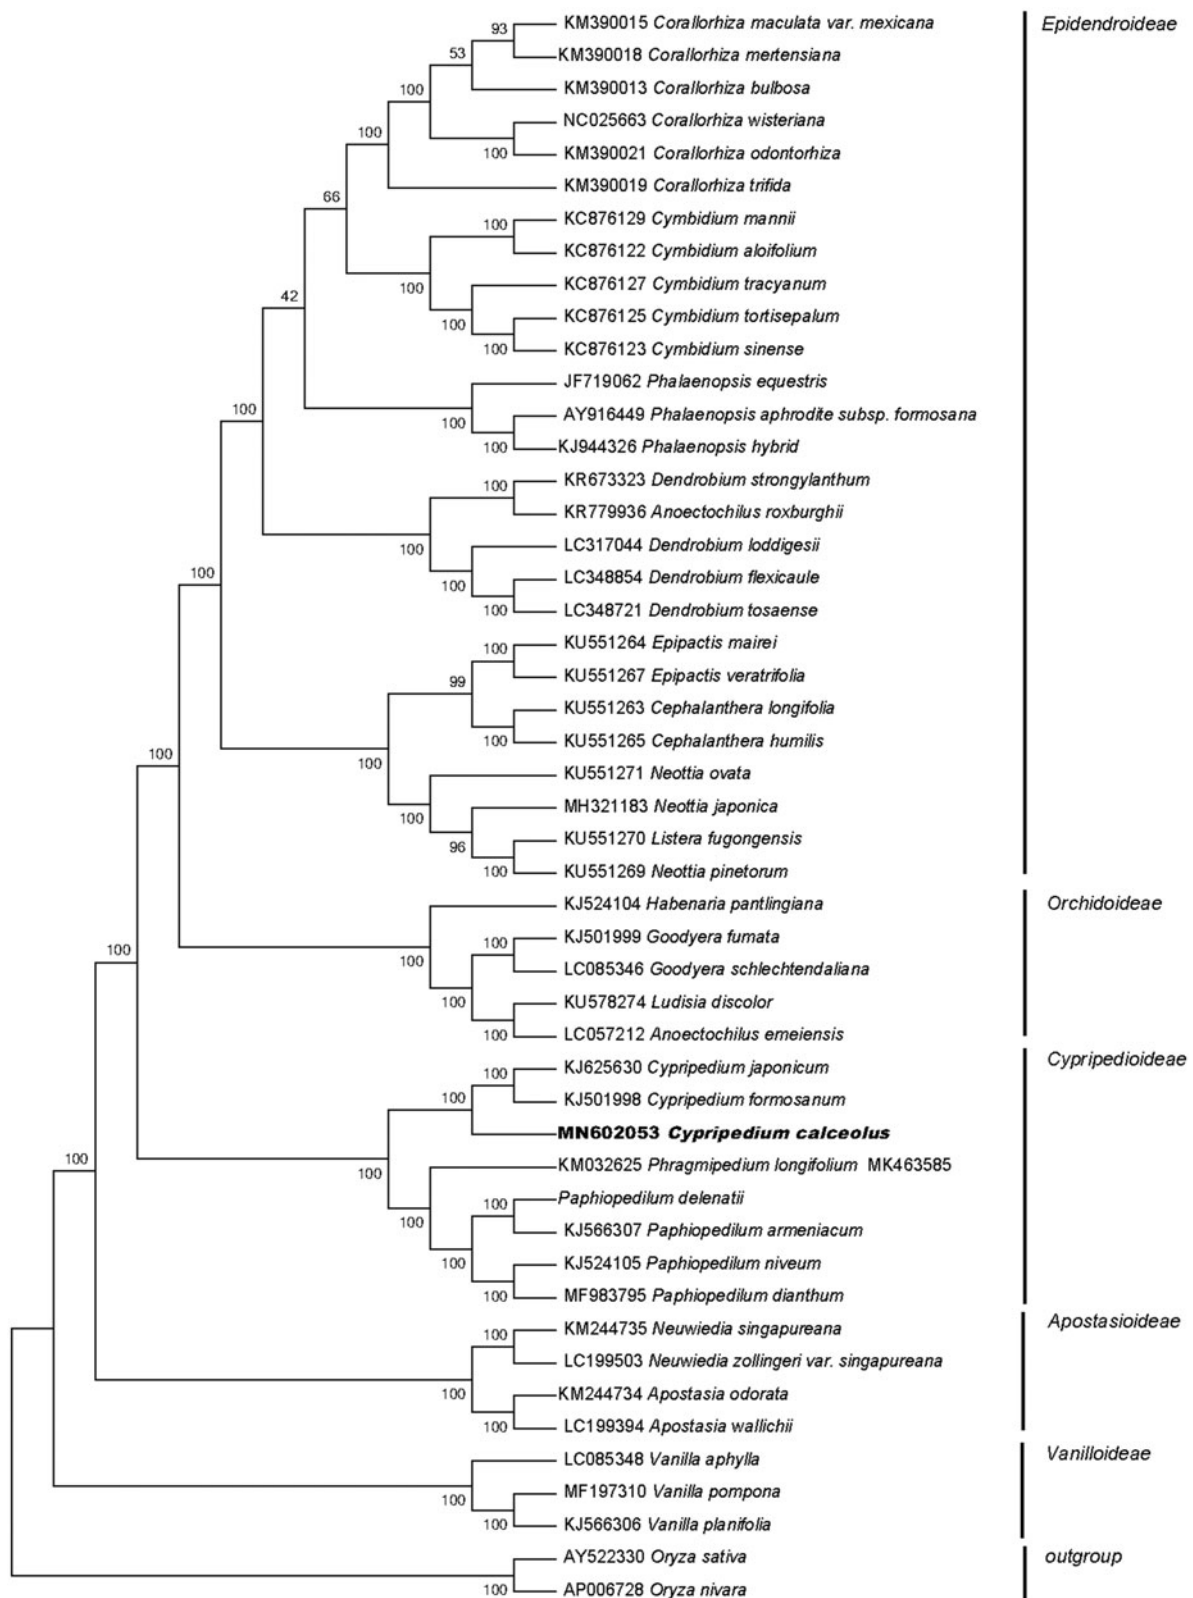 93
KM390015 Corallorhiza maculata var. mexicana
Epidendroideae
53
KM390018 Corallorhiza mertensiana
100
KM390013 Corallorhiza bulbosa
100
NC025663 Corallorhiza wisteriana
100
KM390021 Corallorhiza odontorhiza
66
KM390019 Corallorhiza trifida
100
KC876129 Cymbidium mannii
100
KC876122 Cymbidium aloifolium
42
KC876127 Cymbidium tracyanum
100
KC876125 Cymbidium tortisepalum
100
KC876123 Cymbidium sinense
100
JF719062 Phalaenopsis equestris
100
AY916449 Phalaenopsis aphrodite subsp. formosana
100
KJ944326 Phalaenopsis hybrid
100
KR673323 Dendrobium strongylanthum
100
KR779936 Anoectochilus roxburghii
100
LC317044 Dendrobium loddigesii
100
LC348854 Dendrobium flexicaule
100
LC348721 Dendrobium tosaense
100
KU551264 Epipactis mairei
99
KU551267 Epipactis veratrifolia
100
KU551263 Cephalanthera longifolia
100
KU551265 Cephalanthera humilis
100
KU551271 Neottia ovata
100
MH321183 Neottia japonica
96
KU551270 Listera fugongensis
100
KU551269 Neottia pinetorum
KJ524104 Habenaria pantlingiana
Orchidoideae
100
100
KJ501999 Goodyera fumata
100
LC085346 Goodyera schlechtendaliana
100
KU578274 Ludisia discolor
100
LC057212 Anoectochilus emeiensis
100
KJ625630 Cypripedium japonicum
Cypripedioideae
100
KJ501998 Cypripedium formosanum
MN602053 Cypripedium calceolus
100
100
KM032625 Phragmipedium longifolium MK463585
100
Paphiopedilum delenatii
100
KJ566307 Paphiopedilum armeniacum
100
KJ524105 Paphiopedilum niveum
100
MF983795 Paphiopedilum dianthum
100
KM244735 Neuwiedia singapureana
Apostasioideae
LC199503 Neuwiedia zollingeri var. singapureana
100
KM244734 Apostasia odorata
100
LC199394 Apostasia wallichii
LC085348 Vanilla aphylla
Vanilloideae
100
MF197310 Vanilla pompona
100
KJ566306 Vanilla planifolia
AY522330 Oryza sativa
outgroup
100
AP006728 Oryza nivara